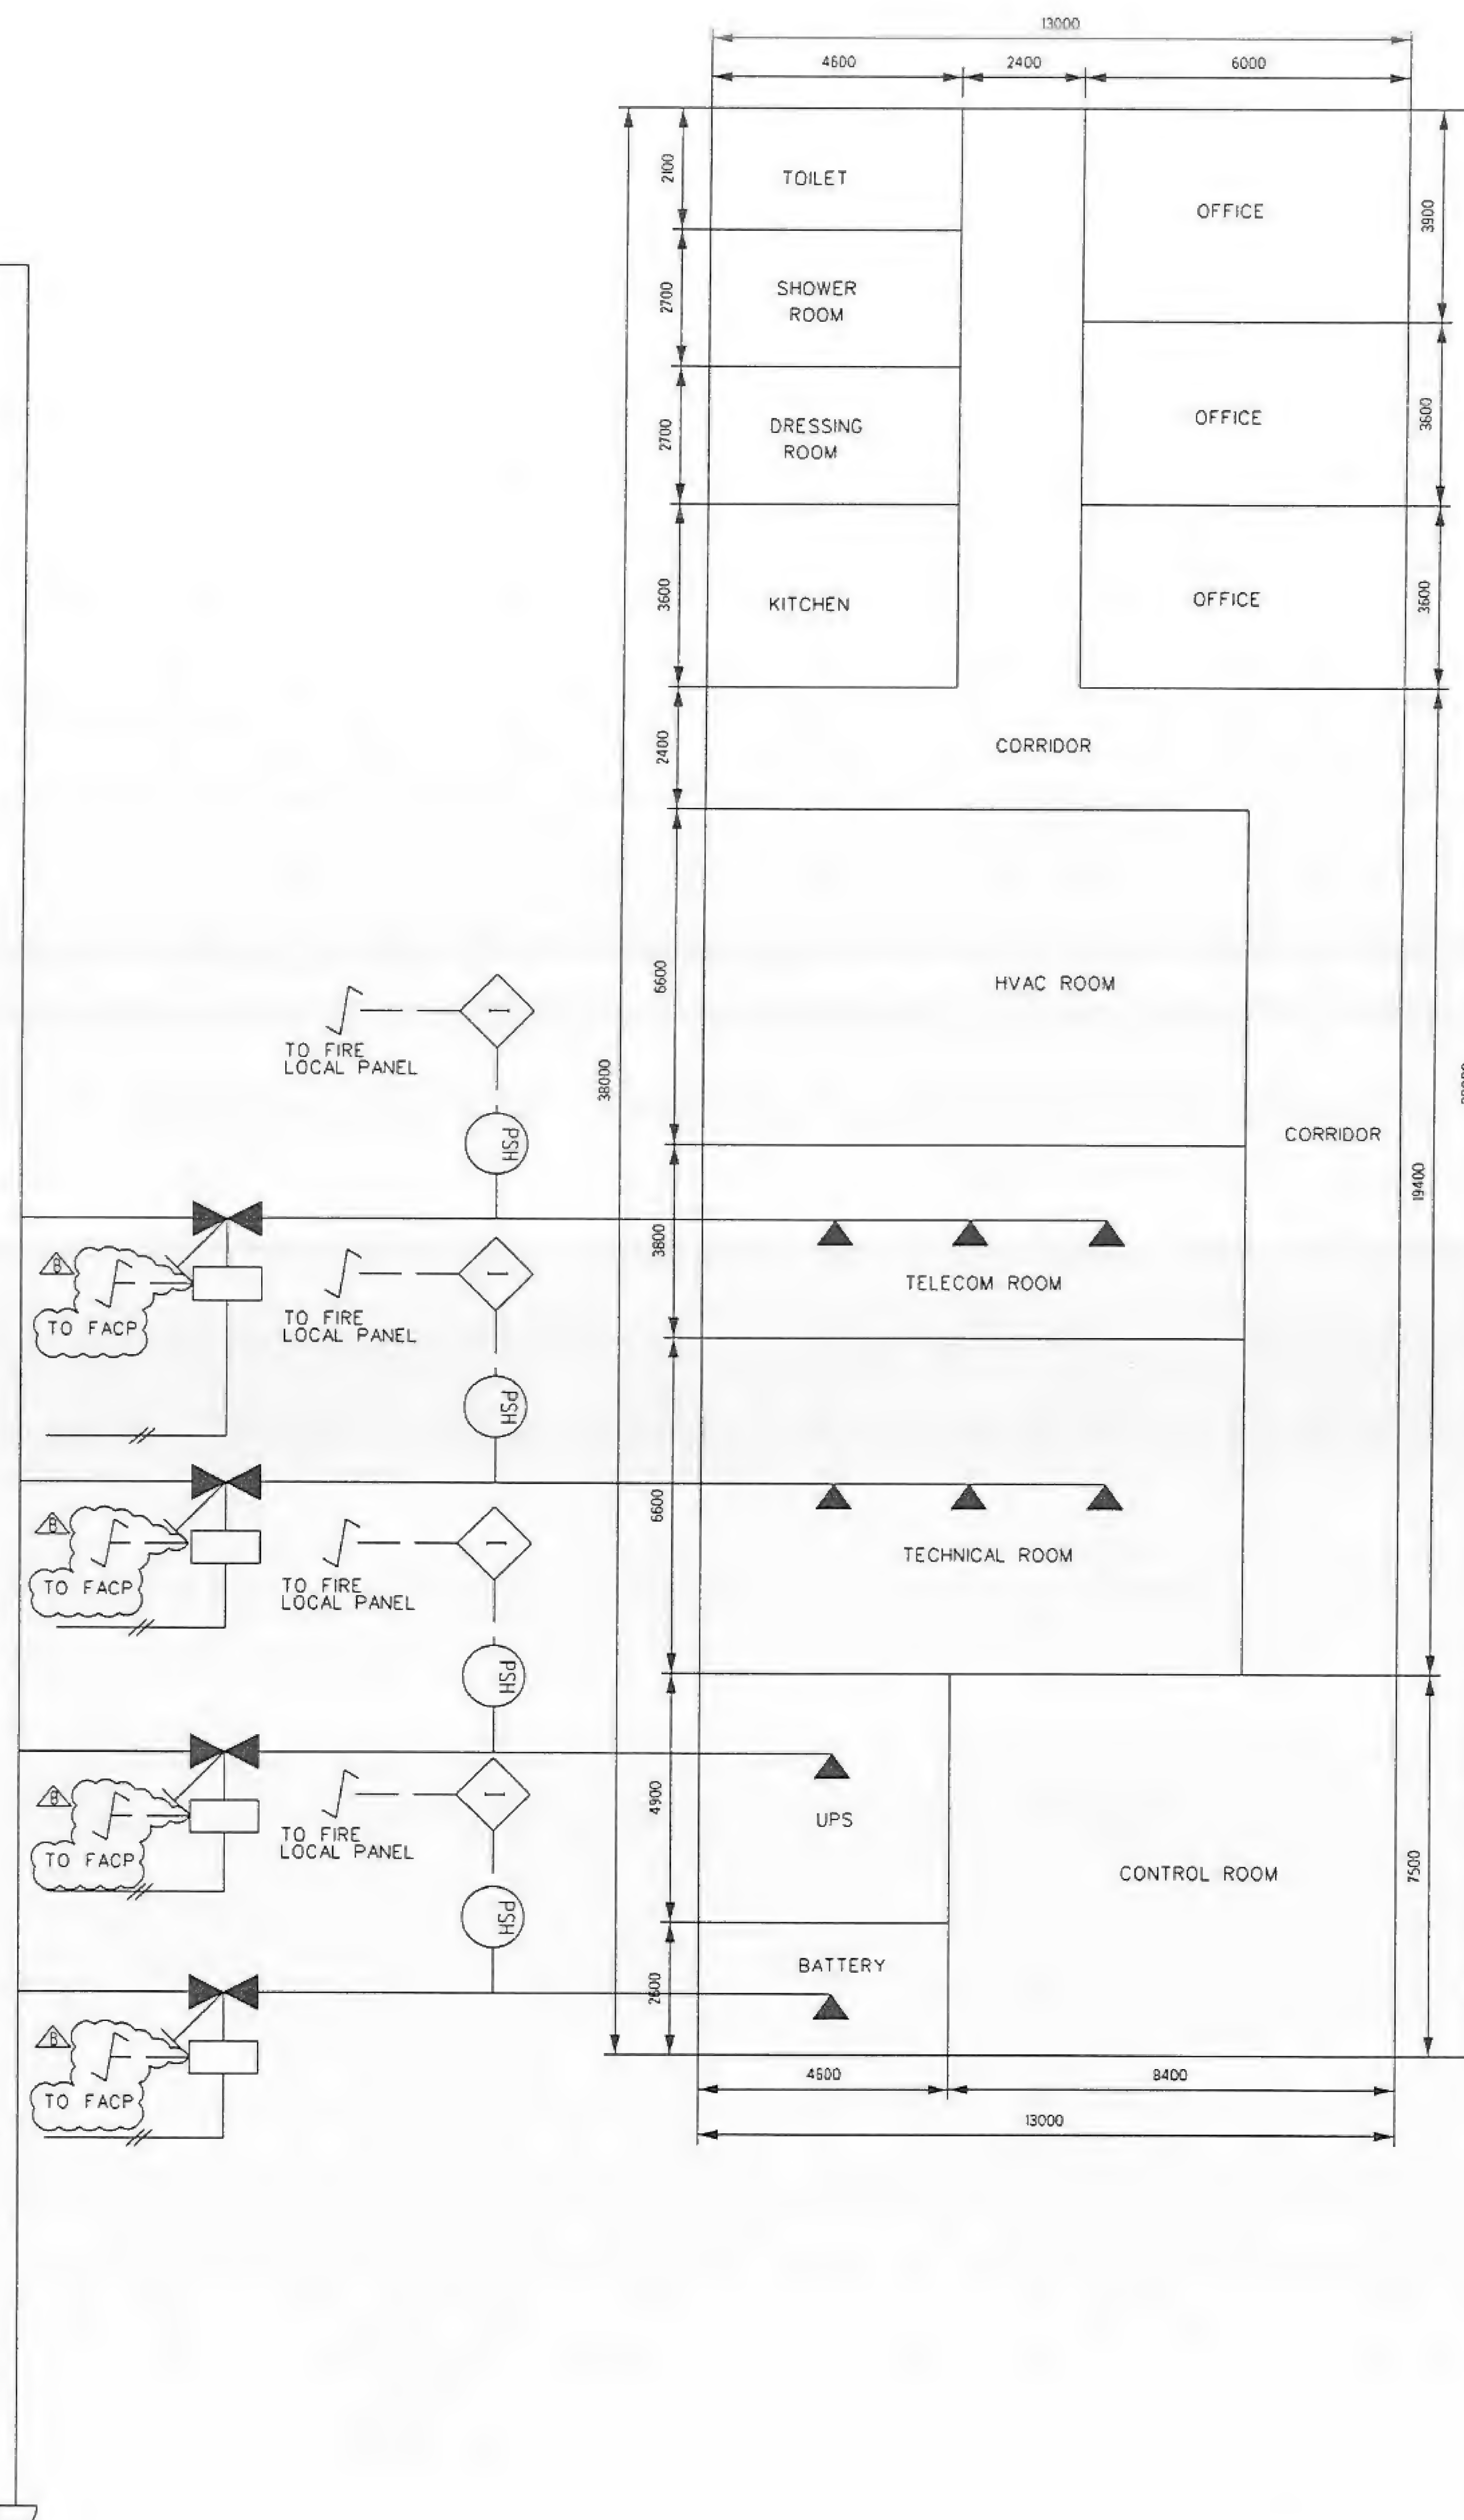 13000
4600
2400
6000
2100
TOILET
OFFICE
3900
2700
SHOWER
ROOM
2700
DRESSING
ROOM
OFFICE
3600
3600
KITCHEN
OFFICE
3600
2400
CORRIDOR
6600
HVAC ROOM
38000
CORRIDOR
19400
TO FIRE
LOCAL PANEL
I
PSH
3800
TELECOM ROOM
B
TO FACP
TO FIRE
LOCAL PANEL
I
PSH
6600
TECHNICAL ROOM
B
TO FACP
TO FIRE
LOCAL PANEL
I
PSH
4900
UPS
CONTROL ROOM
7500
B
TO FACP
TO FIRE
LOCAL PANEL
I
PSH
BATTERY
2600
B
TO FACP
4600
8400
13000